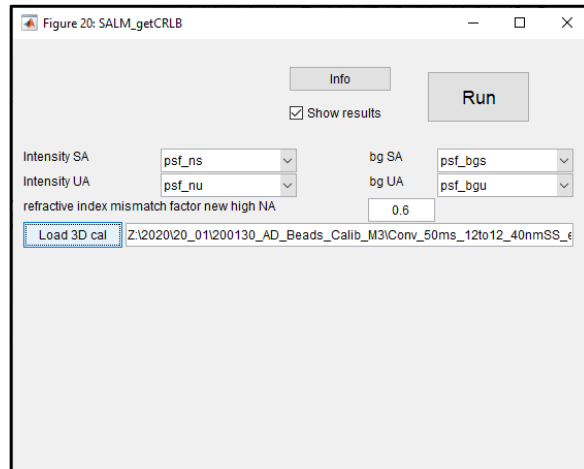 Figure 20: SALM_getCRLB
Info
Run
Show results
Intensity SA psf_ns bg SA psf_bgs
Intensity UA psf_nu bg UA psf_bgu
refractive index mismatch factor new high NA 0.6
Load 3D cal Z:\2020\20_01\200130_AD_Beads_Calib_M3\Conv_50ms_12to12_40nmSS_e